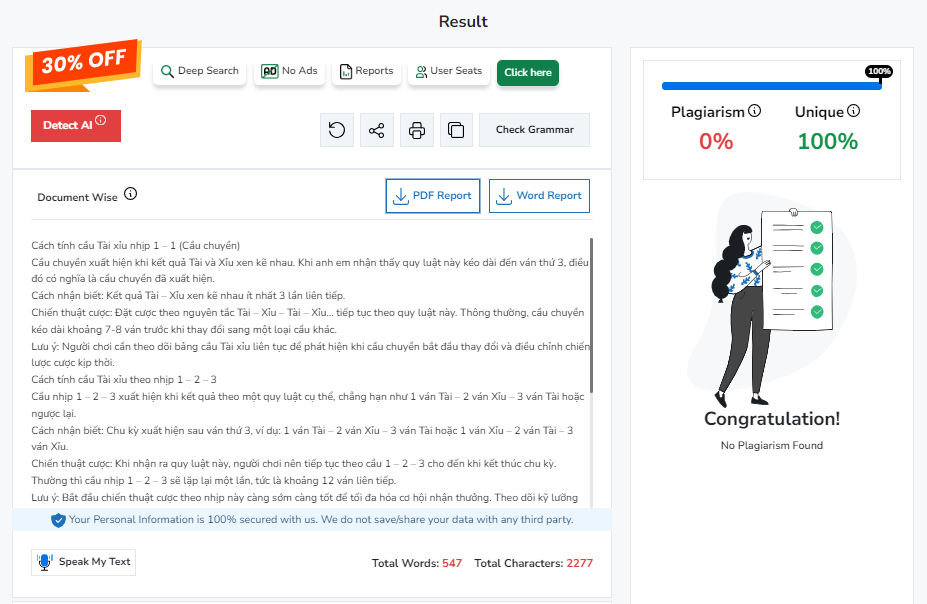 Result
30% OFF
Deep Search
AD No Ads
Reports
User Seats
Click here
Detect AI
Check Grammar
Document Wise
PDF Report
Word Report
Cách tính cầu Tài xỉu nhịp 1 – 1 (Cầu chuyền)
Cầu chuyền xuất hiện khi kết quả Tài và Xỉu xen kẽ nhau. Khi anh em nhận thấy quy luật này kéo dài đến ván thứ 3, điều
đó có nghĩa là cầu chuyền đã xuất hiện.
Cách nhận biết: Kết quả Tài – Xỉu xen kẽ nhau ít nhất 3 lần liên tiếp.
Chiến thuật cược: Đặt cược theo nguyên tắc Tài – Xỉu – Tài – Xỉu... tiếp tục theo quy luật này. Thông thường, cầu chuyền
kéo dài khoảng 7-8 ván trước khi thay đổi sang một loại cầu khác.
Lưu ý: Người chơi cần theo dõi bảng cầu Tài xỉu liên tục để phát hiện khi cầu chuyền bắt đầu thay đổi và điều chỉnh chiến
lược cược kịp thời.
Cách tính cầu Tài xỉu theo nhịp 1 – 2 – 3
Cầu nhịp 1 – 2 – 3 xuất hiện khi kết quả theo một quy luật cụ thể, chẳng hạn như 1 ván Tài – 2 ván Xỉu – 3 ván Tài hoặc
ngược lại.
Cách nhận biết: Chu kỳ xuất hiện sau ván thứ 3, ví dụ: 1 ván Tài – 2 ván Xỉu – 3 ván Tài hoặc 1 ván Xỉu – 2 ván Tài – 3
ván Xỉu.
Chiến thuật cược: Khi nhận ra quy luật này, người chơi nên tiếp tục theo cầu 1 – 2 – 3 cho đến khi kết thúc chu kỳ.
Thường thì cầu nhịp 1 – 2 – 3 sẽ lặp lại một lần, tức là khoảng 12 ván liên tiếp.
Lưu ý: Bắt đầu chiến thuật cược theo nhịp này càng sớm càng tốt để tối đa hóa cơ hội nhận thưởng. Theo dõi kỹ lưỡng
Your Personal Information is 100% secured with us. We do not save/share your data with any third party.
Speak My Text
Total Words: 547 Total Characters: 2277
100%
Plagiarism Unique
0% 100%
Congratulation!
No Plagiarism Found